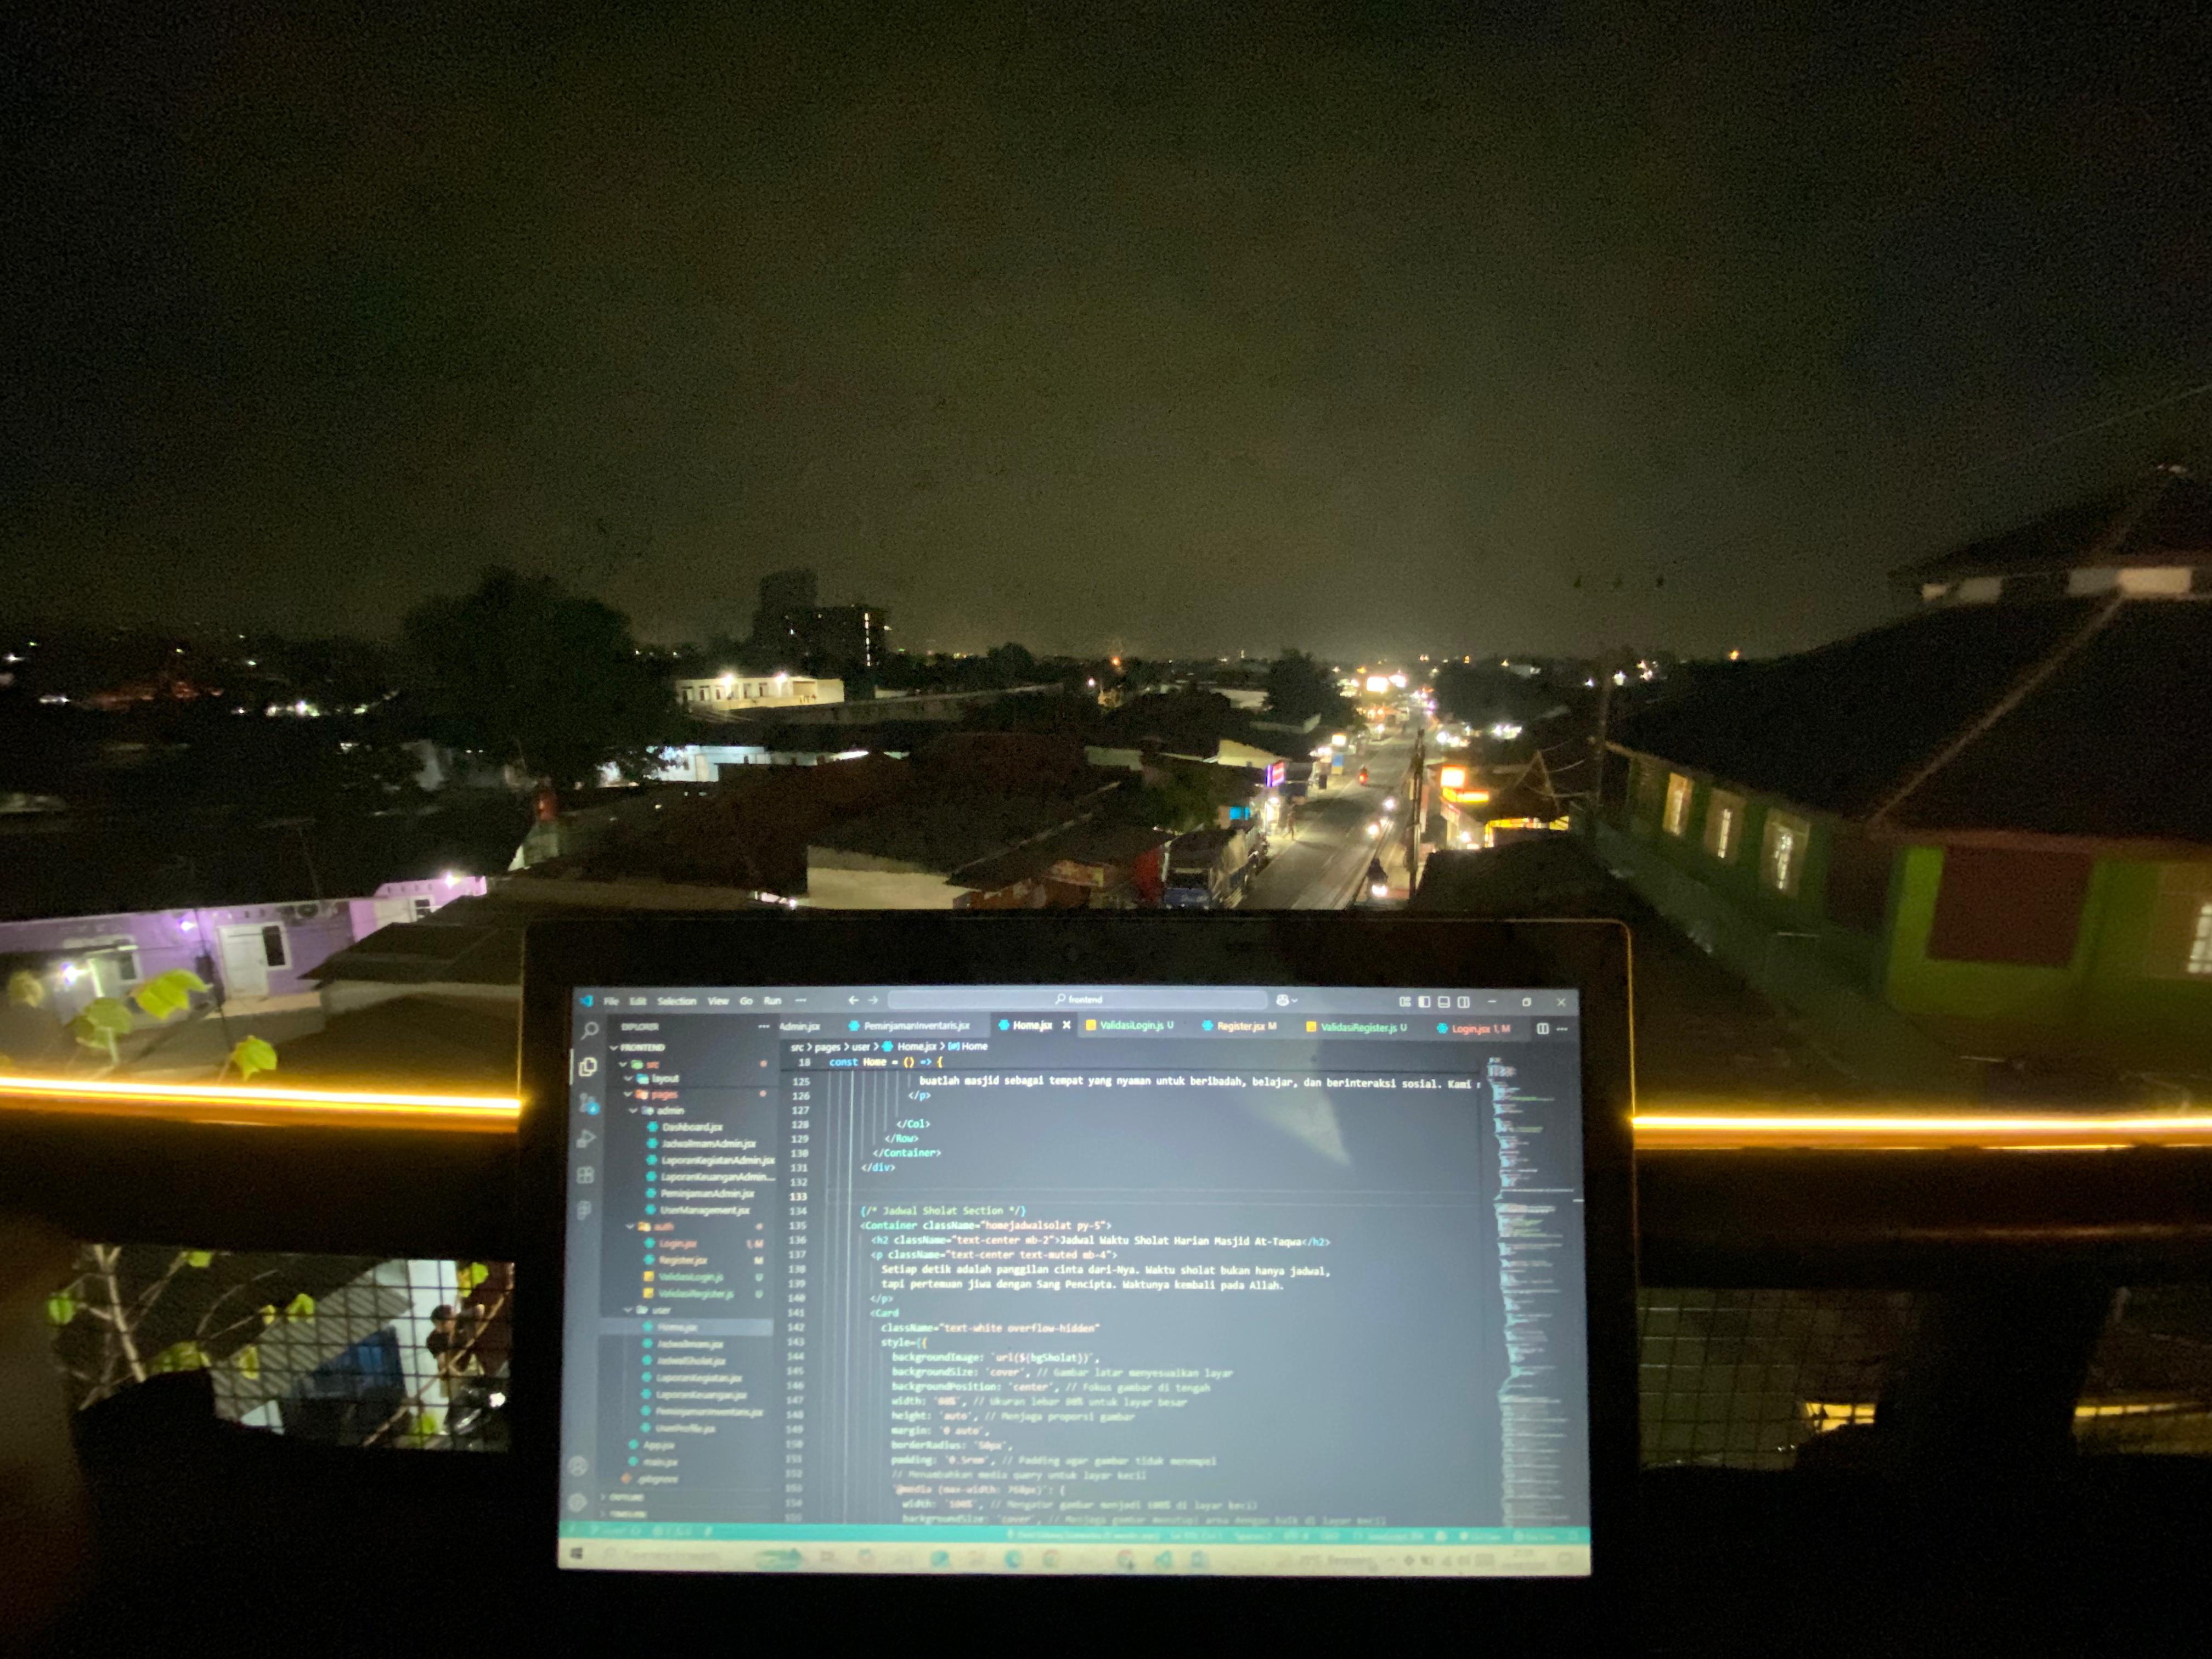 File Edit Selection View Go Run ··· ← → frontend
EXPLORER ···
FRONTEND
src
layout
pages
admin
Dashboard.jsx
JadwalImamAdmin.jsx
LaporanKegiatanAdmin.jsx
LaporanKeuanganAdmin...
PeminjamanAdmin.jsx
UserManagement.jsx
auth
Login.jsx 1, M
Register.jsx M
ValidasiLogin.js U
ValidasiRegister.js U
user
Home.jsx
JadwalImam.jsx
JadwalSholat.jsx
LaporanKegiatan.jsx
LaporanKeuangan.jsx
PeminjamanInventaris.jsx
UserProfile.jsx
App.jsx
main.jsx
.gitignore
OUTLINE
TIMELINE
Admin.jsx PeminjamanInventaris.jsx Home.jsx × ValidasiLogin.js U Register.jsx M ValidasiRegister.js U Login.jsx 1, M
src > pages > user > Home.jsx > Home
18 const Home = () => {
125 buatlah masjid sebagai tempat yang nyaman untuk beribadah, belajar, dan berinteraksi sosial. Kami
126 </p>
127
128 </Col>
129 </Row>
130 </Container>
131 </div>
132
133
134 {/* Jadwal Sholat Section */}
135 <Container className="homejadwalsolat py-5">
136 <h2 className="text-center mb-2">Jadwal Waktu Sholat Harian Masjid At-Taqwa</h2>
137 <p className="text-center text-muted mb-4">
138 Setiap detik adalah panggilan cinta dari-Nya. Waktu sholat bukan hanya jadwal,
139 tapi pertemuan jiwa dengan Sang Pencipta. Waktunya kembali pada Allah.
140 </p>
141 <Card
142 className="text-white overflow-hidden"
143 style={{
144 backgroundImage: `url(${bgSholat})`,
145 backgroundSize: 'cover', // Gambar latar menyesuaikan layar
146 backgroundPosition: 'center', // Fokus gambar di tengah
147 width: '80%', // Ukuran lebar 80% untuk layar besar
148 height: 'auto', // Menjaga proporsi gambar
149 margin: '0 auto',
150 borderRadius: '50px',
151 padding: '0.5rem', // Padding agar gambar tidak menempel
152 // Menambahkan media query untuk layar kecil
153 '@media (max-width: 768px)': {
154 width: '100%', // Mengatur gambar menjadi 100% di layar kecil
155 backgroundSize: 'cover', // Menjaga gambar menutupi area dengan baik di layar kecil